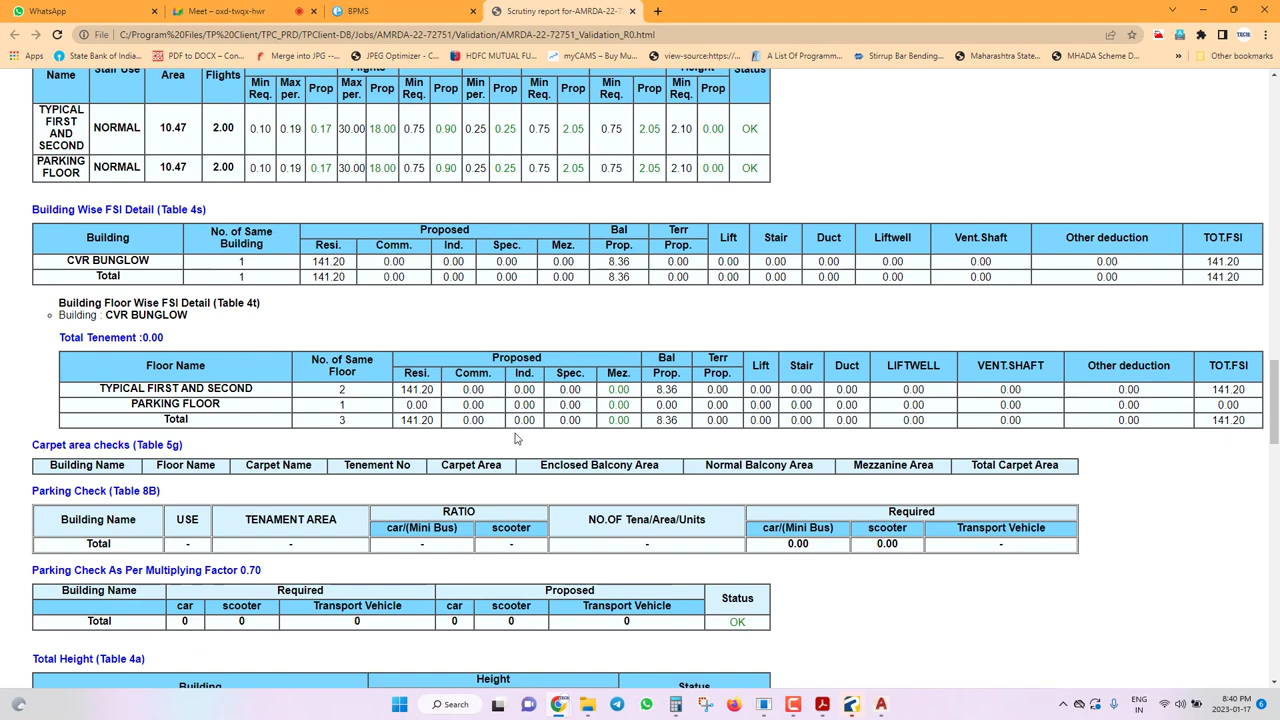 WhatsApp
Meet – oxd-twqx-hwr
BPMS
Scrutiny report-for-AMRDA-22-7275
File C:/Program%20Files/TP%20Client/TPC_PRD/TPClient-DB/Jobs/AMRDA-22-72751/Validation/AMRDA-22-72751_Validation_R0.html
Apps State Bank of India... PDF to DOCX – Con... Merge into JPG --... JPEG Optimizer - C... HDFC MUTUAL FU... myCAMS – Buy Mu... view-source:https:/... A List Of Programm... Stirrup Bar Bending... Maharashtra State... MHADA Scheme D... » Other bookmarks
Name Stair Use Area Flights Min Req. Max per. Prop Max per. Prop Min Req. Prop Min per. Prop Min Req. Prop Min Req. Prop Min Req. Prop Status
TYPICAL FIRST AND SECOND NORMAL 10.47 2.00 0.10 0.19 0.17 30.00 18.00 0.75 0.90 0.25 0.25 0.75 2.05 0.75 2.05 2.10 0.00 OK
PARKING FLOOR NORMAL 10.47 2.00 0.10 0.19 0.17 30.00 18.00 0.75 0.90 0.25 0.25 0.75 2.05 0.75 2.05 2.10 0.00 OK
Building Wise FSI Detail (Table 4s)
Building No. of Same Building Proposed Bal Terr Lift Stair Duct Liftwell Vent.Shaft Other deduction TOT.FSI
Resi. Comm. Ind. Spec. Mez. Prop. Prop.
CVR BUNGLOW 1 141.20 0.00 0.00 0.00 0.00 8.36 0.00 0.00 0.00 0.00 0.00 0.00 0.00 141.20
Total 1 141.20 0.00 0.00 0.00 0.00 8.36 0.00 0.00 0.00 0.00 0.00 0.00 0.00 141.20
Building Floor Wise FSI Detail (Table 4t)
Building : CVR BUNGLOW
Total Tenement :0.00
Floor Name No. of Same Floor Proposed Bal Terr Lift Stair Duct LIFTWELL VENT.SHAFT Other deduction TOT.FSI
Resi. Comm. Ind. Spec. Mez. Prop. Prop.
TYPICAL FIRST AND SECOND 2 141.20 0.00 0.00 0.00 0.00 8.36 0.00 0.00 0.00 0.00 0.00 0.00 0.00 141.20
PARKING FLOOR 1 0.00 0.00 0.00 0.00 0.00 0.00 0.00 0.00 0.00 0.00 0.00 0.00 0.00 0.00
Total 3 141.20 0.00 0.00 0.00 0.00 8.36 0.00 0.00 0.00 0.00 0.00 0.00 0.00 141.20
Carpet area checks (Table 5g)
Building Name Floor Name Carpet Name Tenement No Carpet Area Enclosed Balcony Area Normal Balcony Area Mezzanine Area Total Carpet Area
Parking Check (Table 8B)
Building Name USE TENAMENT AREA RATIO NO.OF Tena/Area/Units Required
car/(Mini Bus) scooter car/(Mini Bus) scooter Transport Vehicle
Total - - - - - 0.00 0.00 -
Parking Check As Per Multiplying Factor 0.70
Building Name Required Proposed Status
car scooter Transport Vehicle car scooter Transport Vehicle
Total 0 0 0 0 0 0 OK
Total Height (Table 4a)
Building Height Status
Search
ENG
IN
8:40 PM
2023-01-17